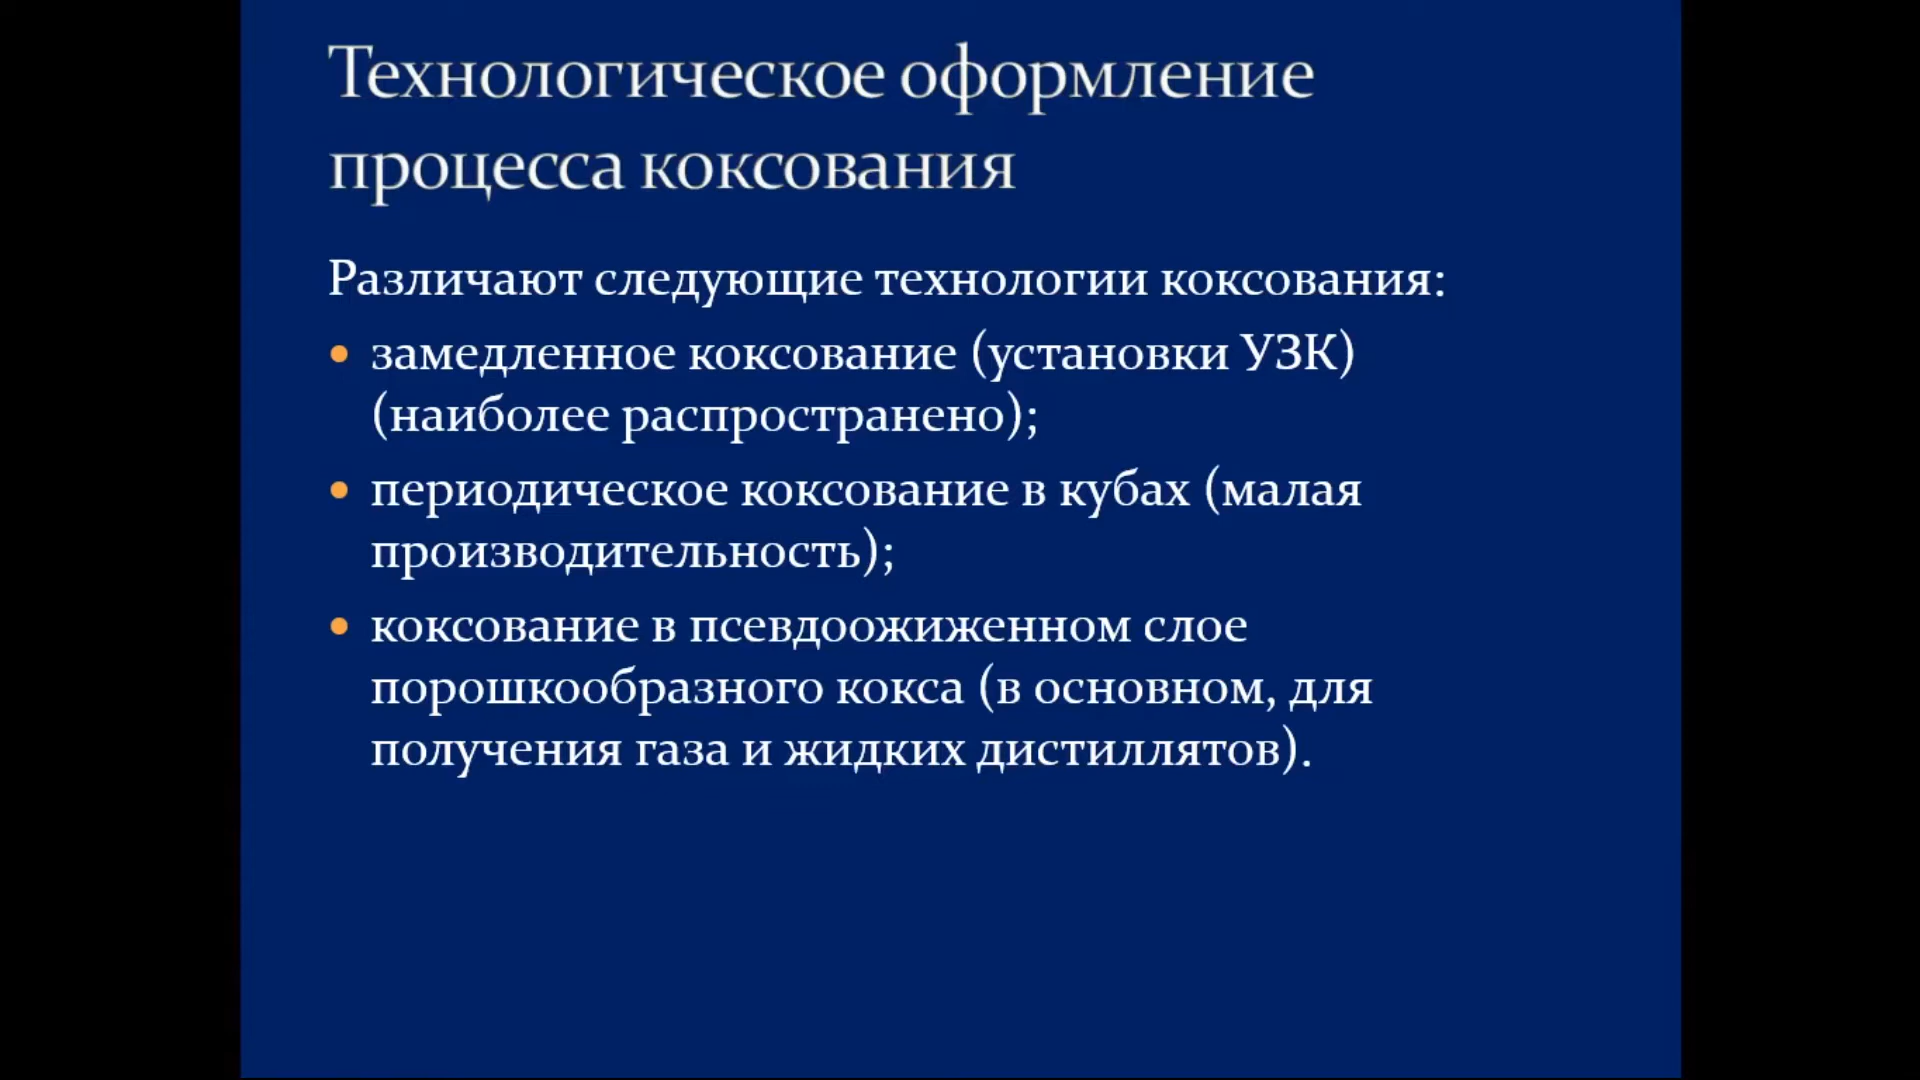 Технологическое оформление
процесса коксования
Различают следующие технологии коксования:
• замедленное коксование (установки УЗК)
(наиболее распространено);
• периодическое коксование в кубах (малая
производительность);
• коксование в псевдоожиженном слое
порошкообразного кокса (в основном, для
получения газа и жидких дистиллятов).